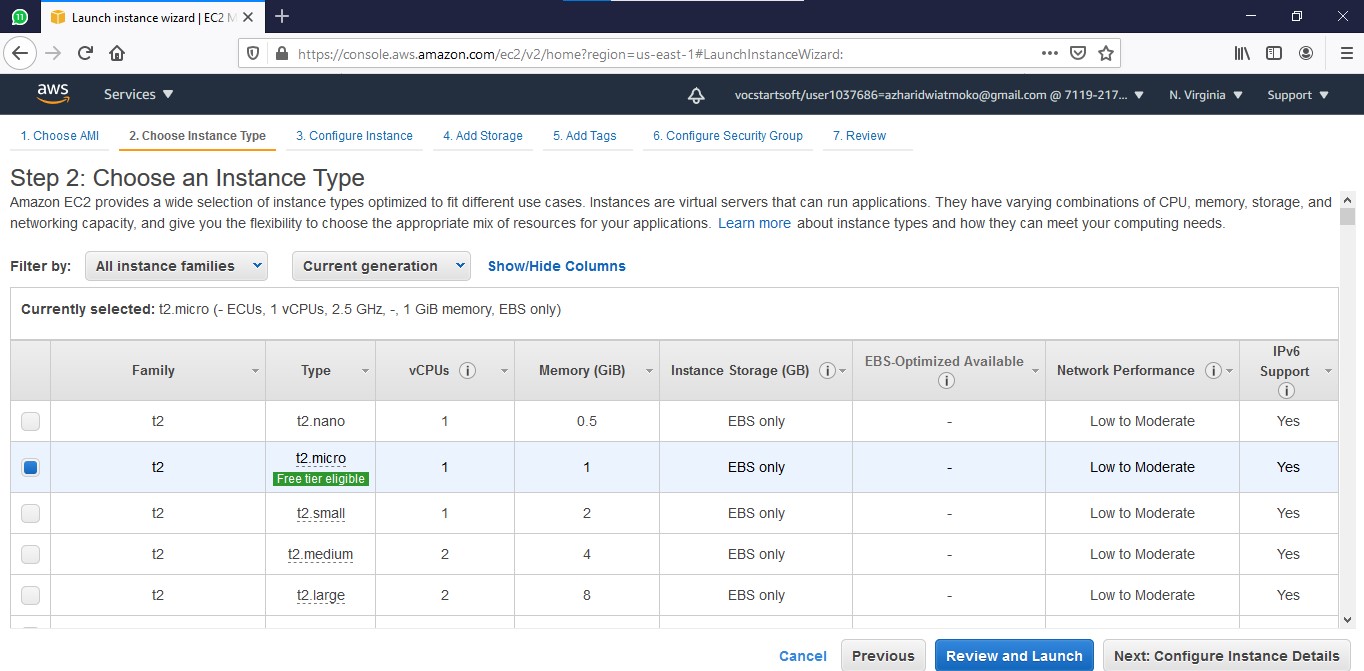 11
Launch instance wizard | EC2 M
https://console.aws.amazon.com/ec2/v2/home?region=us-east-1#LaunchInstanceWizard:
aws Services vocstartsoft/user1037686=azharidwiatmoko@gmail.com @ 7119-217... N. Virginia Support
1. Choose AMI 2. Choose Instance Type 3. Configure Instance 4. Add Storage 5. Add Tags 6. Configure Security Group 7. Review
Step 2: Choose an Instance Type
Amazon EC2 provides a wide selection of instance types optimized to fit different use cases. Instances are virtual servers that can run applications. They have varying combinations of CPU, memory, storage, and
networking capacity, and give you the flexibility to choose the appropriate mix of resources for your applications. Learn more about instance types and how they can meet your computing needs.
Filter by: All instance families Current generation Show/Hide Columns
Currently selected: t2.micro (- ECUs, 1 vCPUs, 2.5 GHz, -, 1 GiB memory, EBS only)
Family Type vCPUs Memory (GiB) Instance Storage (GB) EBS-Optimized Available Network Performance IPv6 Support
t2 t2.nano 1 0.5 EBS only - Low to Moderate Yes
t2 t2.micro 1 1 EBS only - Low to Moderate Yes
Free tier eligible
t2 t2.small 1 2 EBS only - Low to Moderate Yes
t2 t2.medium 2 4 EBS only - Low to Moderate Yes
t2 t2.large 2 8 EBS only - Low to Moderate Yes
Cancel Previous Review and Launch Next: Configure Instance Details